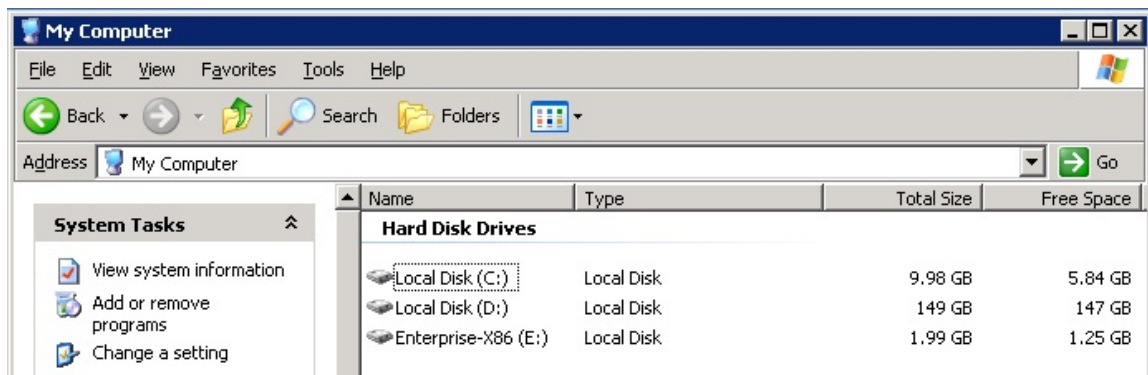 My Computer
File Edit View Favorites Tools Help
Back Search Folders
Address My Computer Go
Name Type Total Size Free Space
System Tasks
Hard Disk Drives
View system information
Local Disk (C:) Local Disk 9.98 GB 5.84 GB
Add or remove
programs
Local Disk (D:) Local Disk 149 GB 147 GB
Change a setting
Enterprise-X86 (E:) Local Disk 1.99 GB 1.25 GB